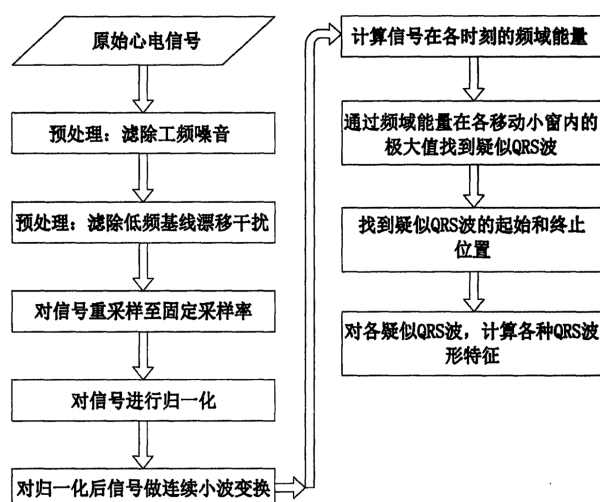 原始心电信号
预处理：滤除工频噪音
预处理：滤除低频基线漂移干扰
对信号重采样至固定采样率
对信号进行归一化
对归一化后信号做连续小波变换
计算信号在各时刻的频域能量
通过频域能量在各移动小窗内的
极大值找到疑似QRS波
找到疑似QRS波的起始和终止
位置
对各疑似QRS波，计算各种QRS波
形特征